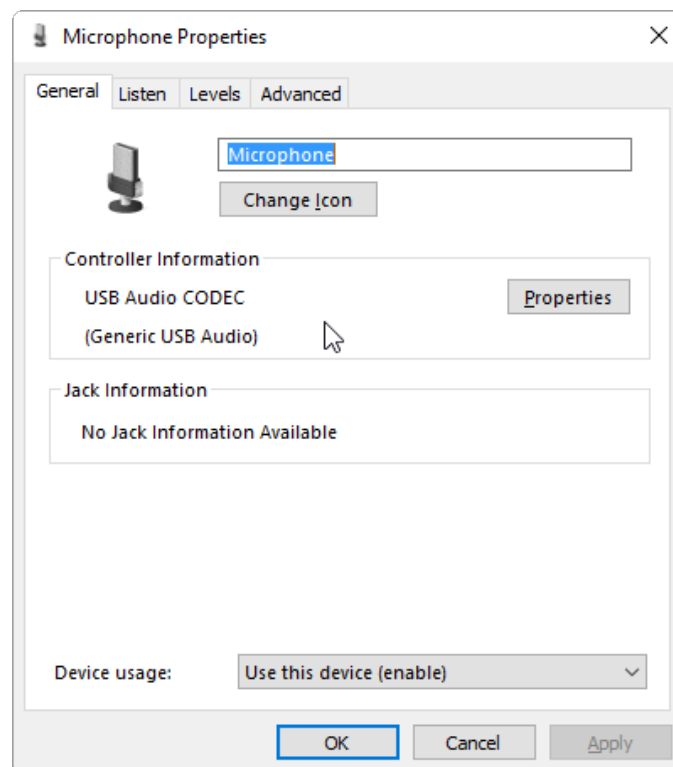 Microphone Properties
General Listen Levels Advanced
Microphone
Change Icon
Controller Information
USB Audio CODEC
Properties
(Generic USB Audio)
Jack Information
No Jack Information Available
Device usage: Use this device (enable)
OK Cancel Apply